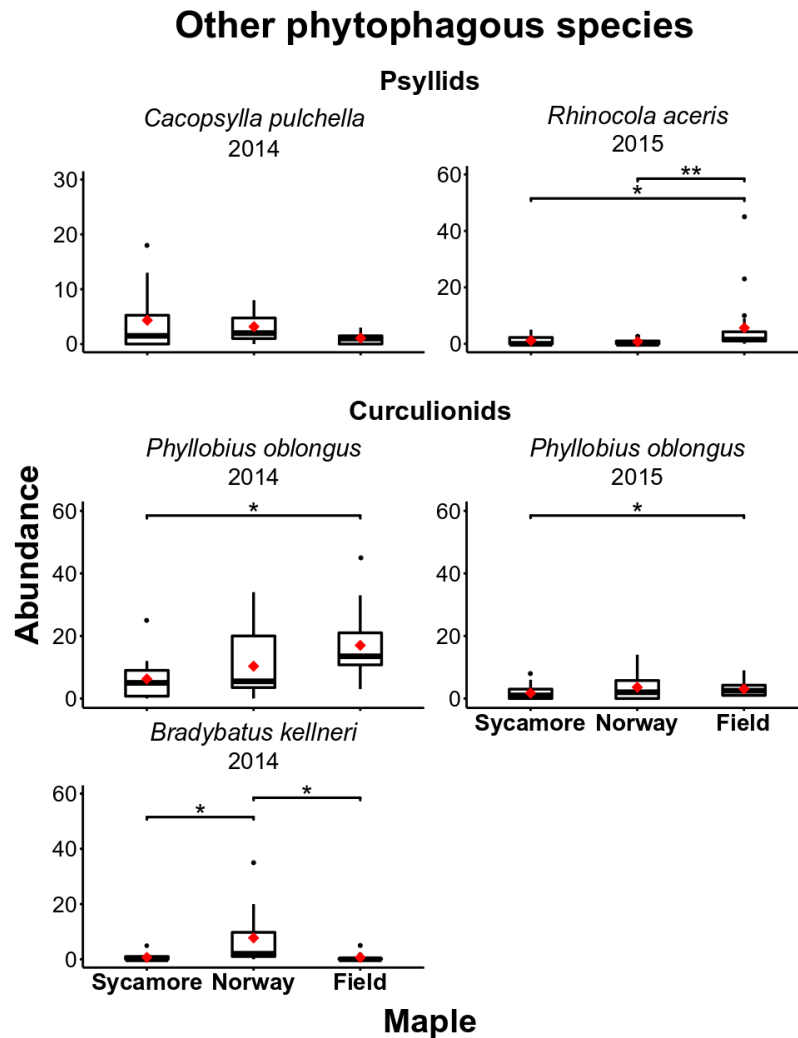 Other phytophagous species
Psyllids
Cacopsylla pulchella
2014
30
20
10
0
Rhinocola aceris
2015
60
40
20
0
**
*
Curculionids
Phyllobius oblongus
2014
60
40
20
0
*
Phyllobius oblongus
2015
60
40
20
0
*
Sycamore Norway Field
Bradybatus kellneri
2014
60
40
20
0
*
*
Sycamore Norway Field
Abundance
Maple